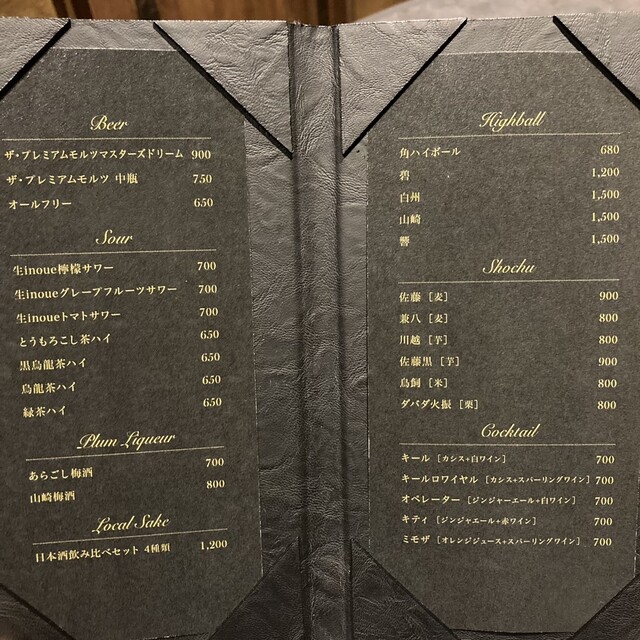 Beer
ザ・プレミアムモルツマスターズドリーム 900
ザ・プレミアムモルツ 中瓶 750
オールフリー 650
Sour
生inoue檸檬サワー 700
生inoueグレープフルーツサワー 700
生inoueトマトサワー 700
とうもろこし茶ハイ 650
黒烏龍茶ハイ 650
烏龍茶ハイ 650
緑茶ハイ 650
Plum Liqueur
あらごし梅酒 700
山崎梅酒 800
Local Sake
日本酒飲み比べセット 4種類 1,200
Highball
角ハイボール 680
碧 1,200
白州 1,500
山崎 1,500
響 1,500
Shochu
佐藤［麦］ 900
兼八［麦］ 800
川越［芋］ 800
佐藤黒［芋］ 900
鳥飼［米］ 800
ダバダ火振［栗］ 800
Cocktail
キール［カシス+白ワイン］ 700
キールロワイヤル［カシス+スパーリングワイン］ 700
オペレーター［ジンジャーエール+白ワイン］ 700
キティ［ジンジャエール+赤ワイン］ 700
ミモザ［オレンジジュース+スパーリングワイン］ 700